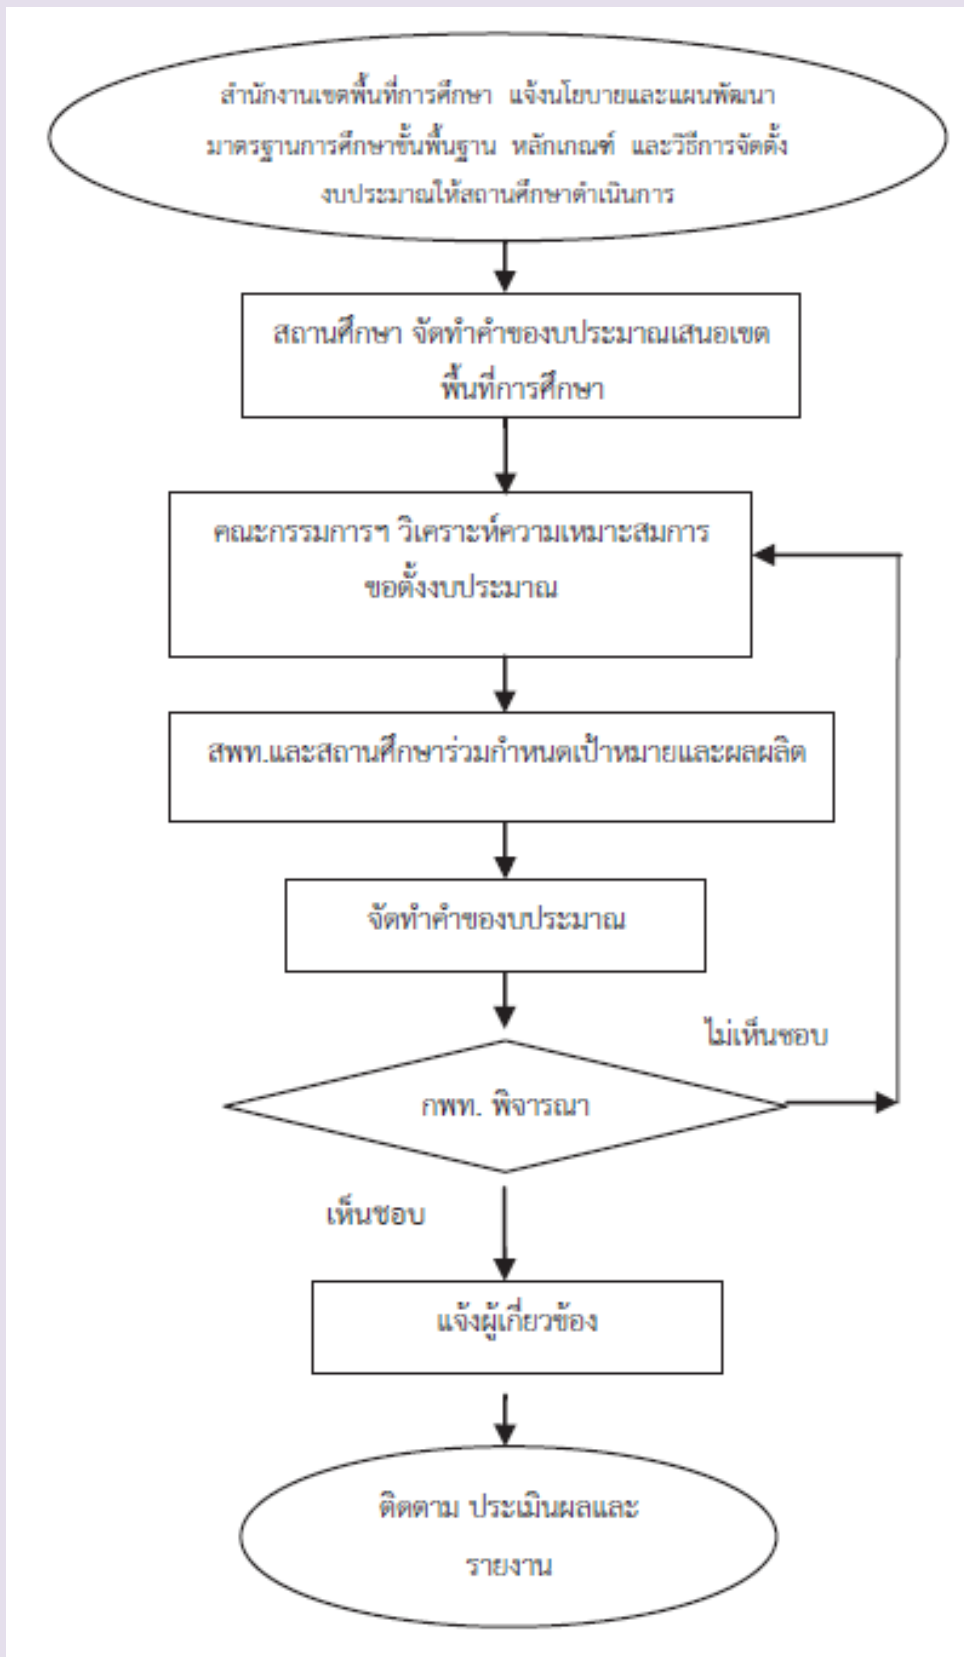 สำนักงานเขตพื้นที่การศึกษา แจ้งนโยบายและแผนพัฒนา
มาตรฐานการศึกษาขั้นพื้นฐาน หลักเกณฑ์ และวิธีการจัดตั้ง
งบประมาณให้สถานศึกษาดำเนินการ
สถานศึกษา จัดทำคำของบประมาณเสนอเขต
พื้นที่การศึกษา
คณะกรรมการฯ วิเคราะห์ความเหมาะสมการ
ขอตั้งงบประมาณ
สพท.และสถานศึกษาร่วมกำหนดเป้าหมายและผลผลิต
จัดทำคำของบประมาณ
ไม่เห็นชอบ
กพท. พิจารณา
เห็นชอบ
แจ้งผู้เกี่ยวข้อง
ติดตาม ประเมินผลและ
รายงาน